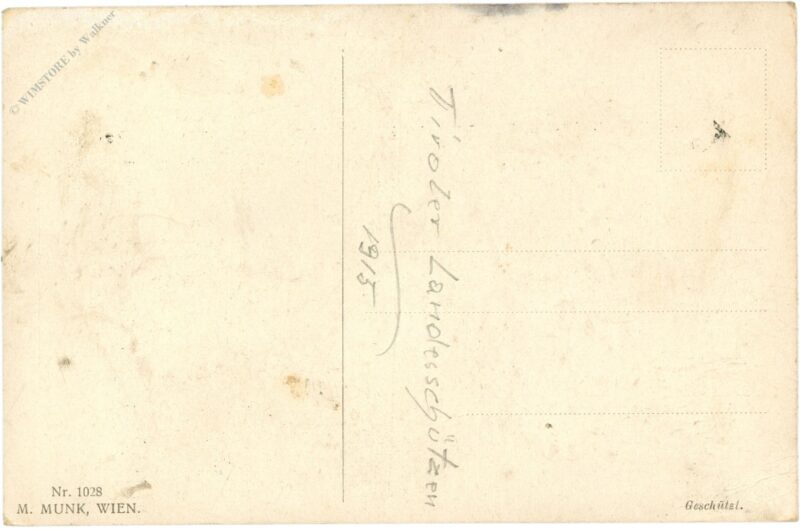 © WIMSTORE by Walkner
Tiroler Landesschützen
1915
Nr. 1028
M. MUNK, WIEN.
Geschützt.